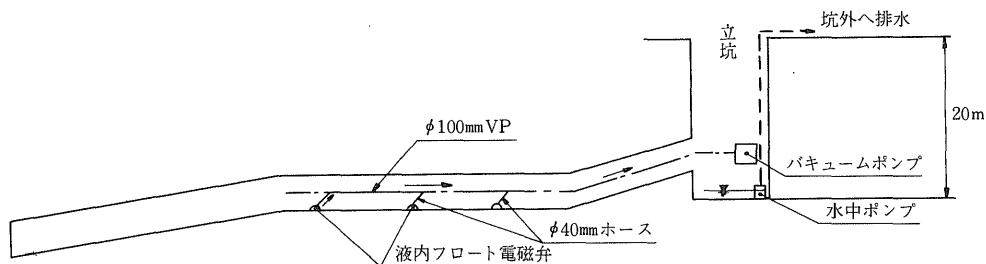 坑外へ排水
立坑
20m
φ100mmVP
バキュームポンプ
水中ポンプ
φ40mmホース
液内フロート電磁弁